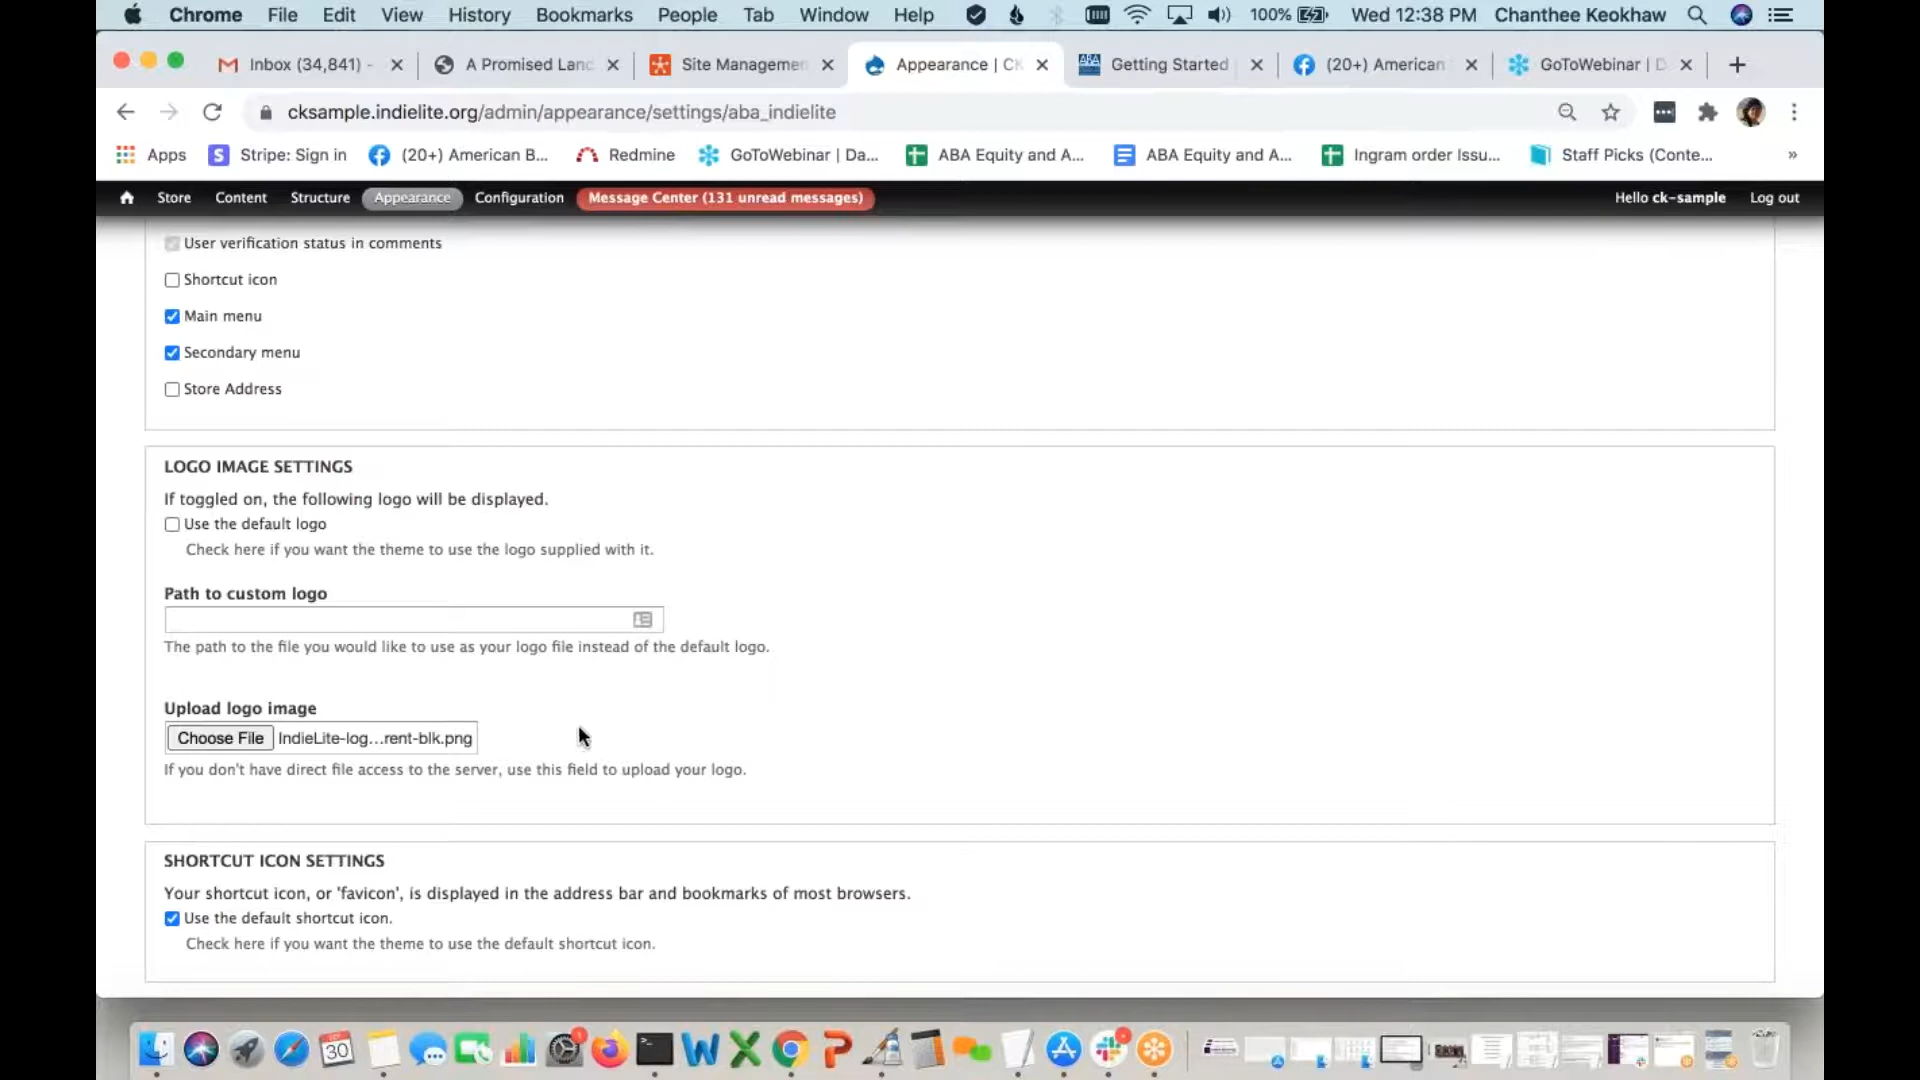 Chrome File Edit View History Bookmarks People Tab Window Help 100% Wed 12:38 PM Chanthee Keokhaw
Inbox (34,841) - A Promised Lanc Site Managemen Appearance | CK ABA Getting Started (20+) American GoToWebinar | D
cksample.indielite.org/admin/appearance/settings/aba_indielite
Apps Stripe: Sign in (20+) American B... Redmine GoToWebinar | Da... ABA Equity and A... ABA Equity and A... Ingram order Issu... Staff Picks (Conte... »
Store Content Structure Appearance Configuration Message Center (131 unread messages) Hello ck-sample Log out
User verification status in comments
Shortcut icon
Main menu
Secondary menu
Store Address
LOGO IMAGE SETTINGS
If toggled on, the following logo will be displayed.
Use the default logo
Check here if you want the theme to use the logo supplied with it.
Path to custom logo
The path to the file you would like to use as your logo file instead of the default logo.
Upload logo image
Choose File IndieLite-log...rent-blk.png
If you don't have direct file access to the server, use this field to upload your logo.
SHORTCUT ICON SETTINGS
Your shortcut icon, or 'favicon', is displayed in the address bar and bookmarks of most browsers.
Use the default shortcut icon.
Check here if you want the theme to use the default shortcut icon.
30